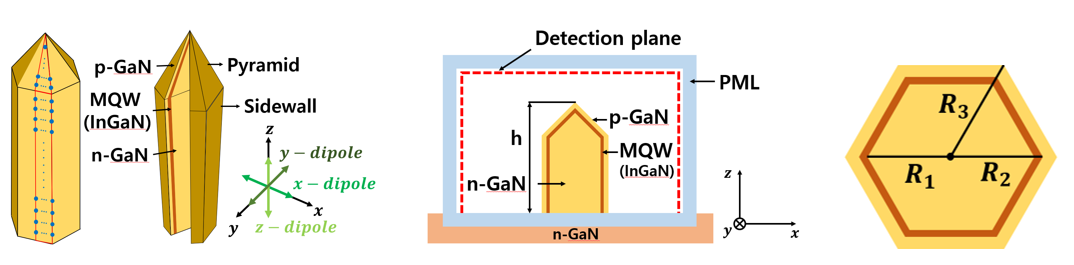 p-GaN
MQW
(InGaN)
n-GaN
Pyramid
Sidewall
z
y − dipole
x − dipole
x
y
z − dipole
Detection plane
PML
h
p-GaN
MQW
(InGaN)
n-GaN
n-GaN
z
y
x
R₃
R₁
R₂